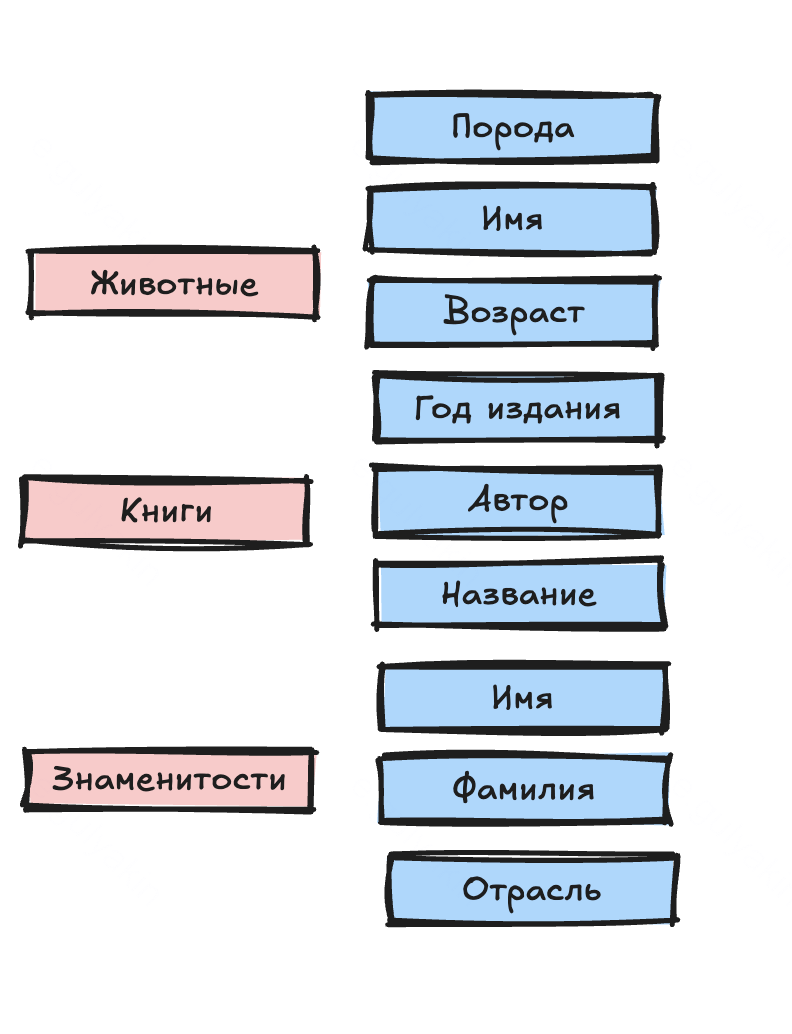 Порода
Имя
Животные
Возраст
Год издания
Автор
Книги
Название
Имя
Знаменитости
Фамилия
Отрасль